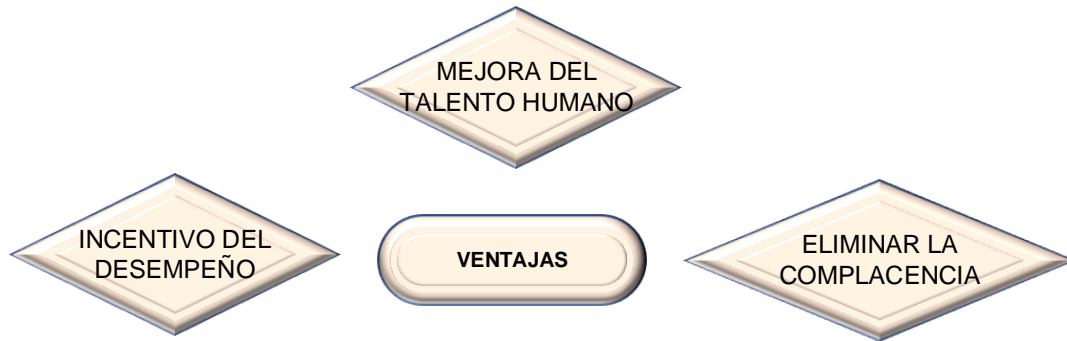 MEJORA DEL
TALENTO HUMANO
INCENTIVO DEL
DESEMPEÑO
VENTAJAS
ELIMINAR LA
COMPLACENCIA